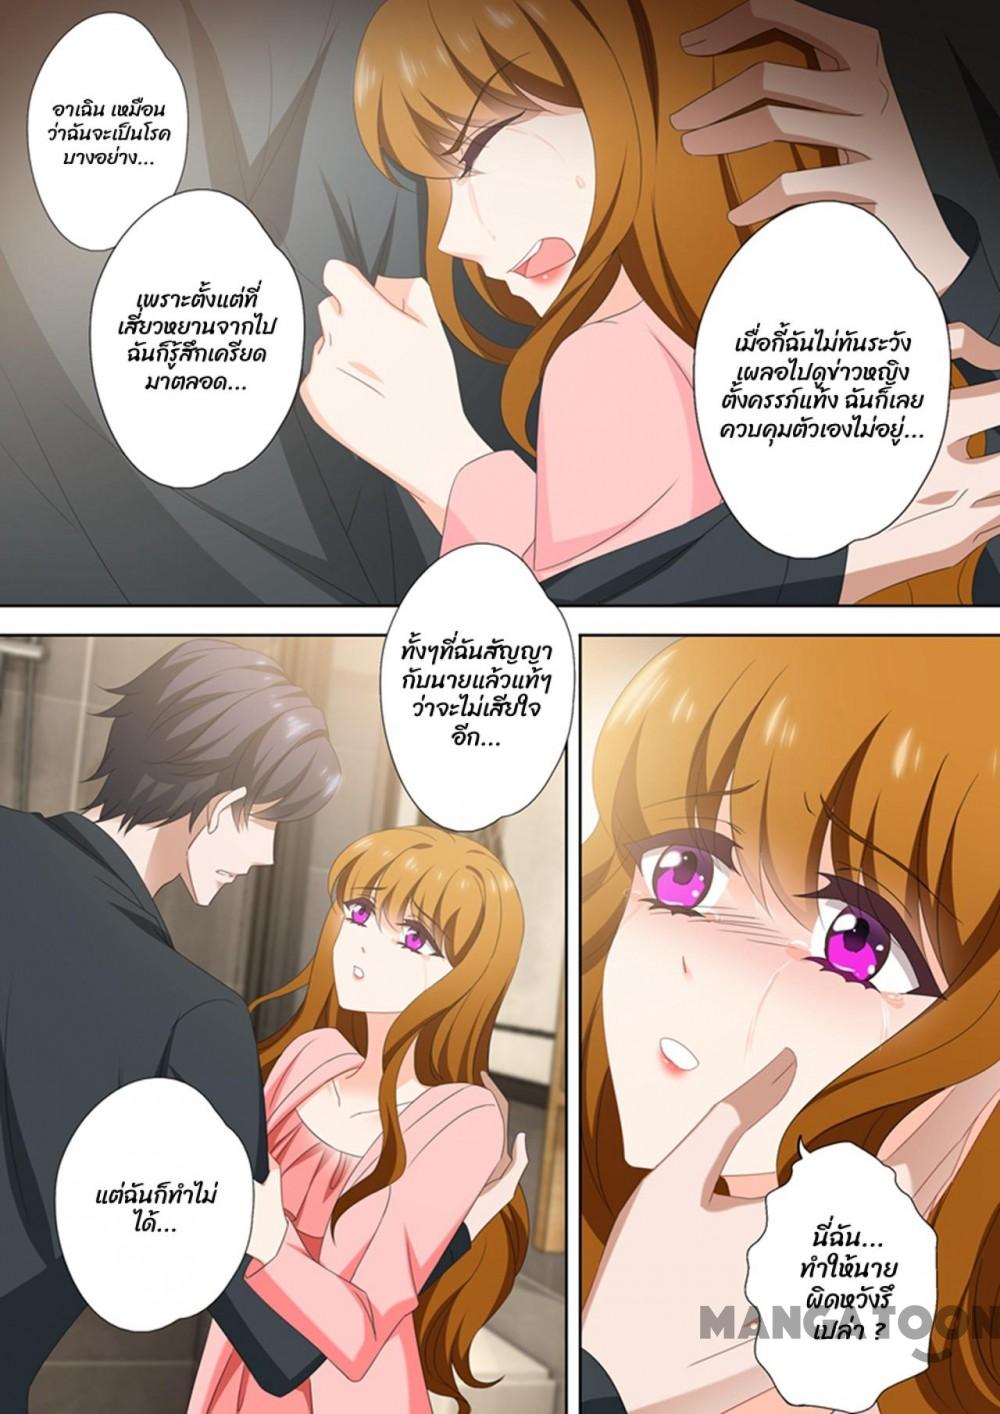 อาเฉิน เหมือน
ว่าฉันจะเป็นโรค
บางอย่าง...
เพราะตั้งแต่ที่
เสี่ยวหยานจากไป
ฉันก็รู้สึกเครียด
มาตลอด...
เมื่อกี้ฉันไม่ทันระวัง
เผลอไปดูข่าวหญิง
ตั้งครรภ์แท้ง ฉันก็เลย
ควบคุมตัวเองไม่อยู่...
ทั้งๆที่ฉันสัญญา
กับนายแล้วแท้ๆ
ว่าจะไม่เสียใจ
อีก...
แต่ฉันก็ทำไม่
ได้...
นี่ฉัน...
ทำให้นาย
ผิดหวังรึ
เปล่า ?
MANGATOON